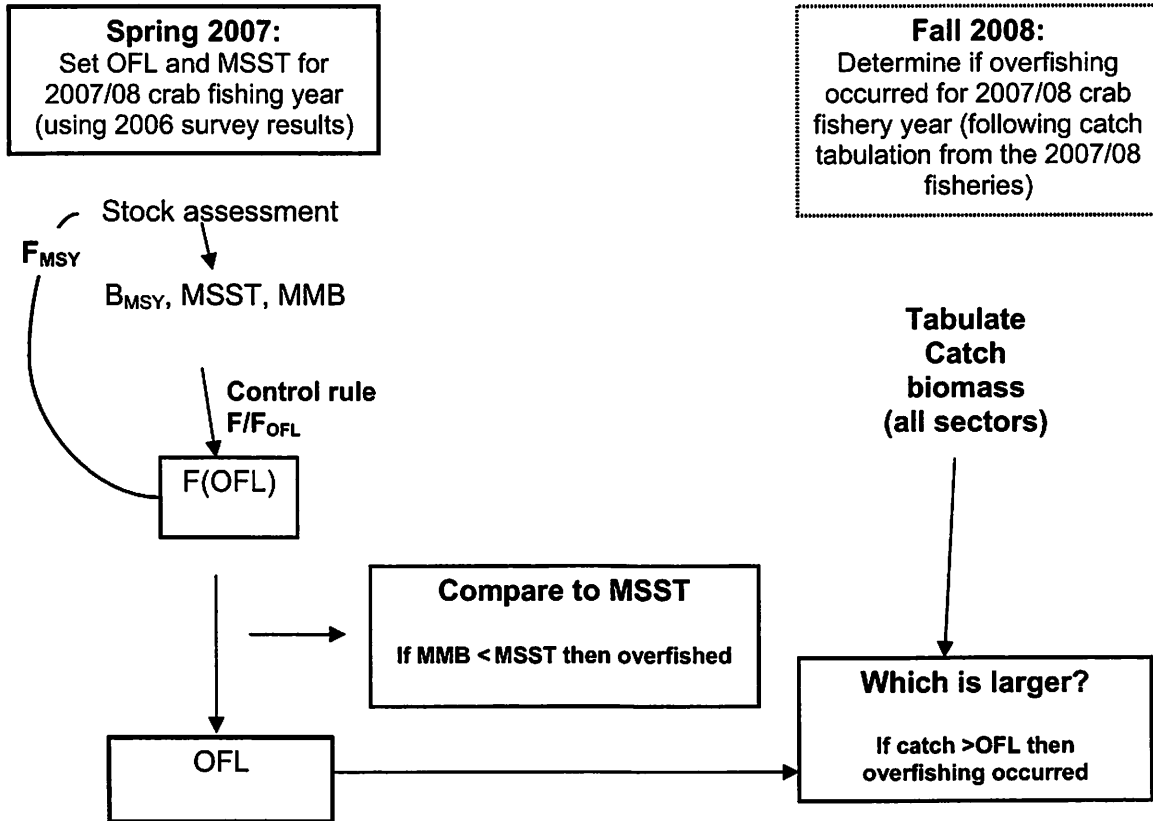 Spring 2007:
Set OFL and MSST for
2007/08 crab fishing year
(using 2006 survey results)
Fall 2008:
Determine if overfishing
occurred for 2007/08 crab
fishery year (following catch
tabulation from the 2007/08
fisheries)
Stock assessment
FMSY
BMSY, MSST, MMB
Control rule
F/FOFL
F(OFL)
Tabulate
Catch
biomass
(all sectors)
Compare to MSST
If MMB < MSST then overfished
Which is larger?
If catch >OFL then
overfishing occurred
OFL